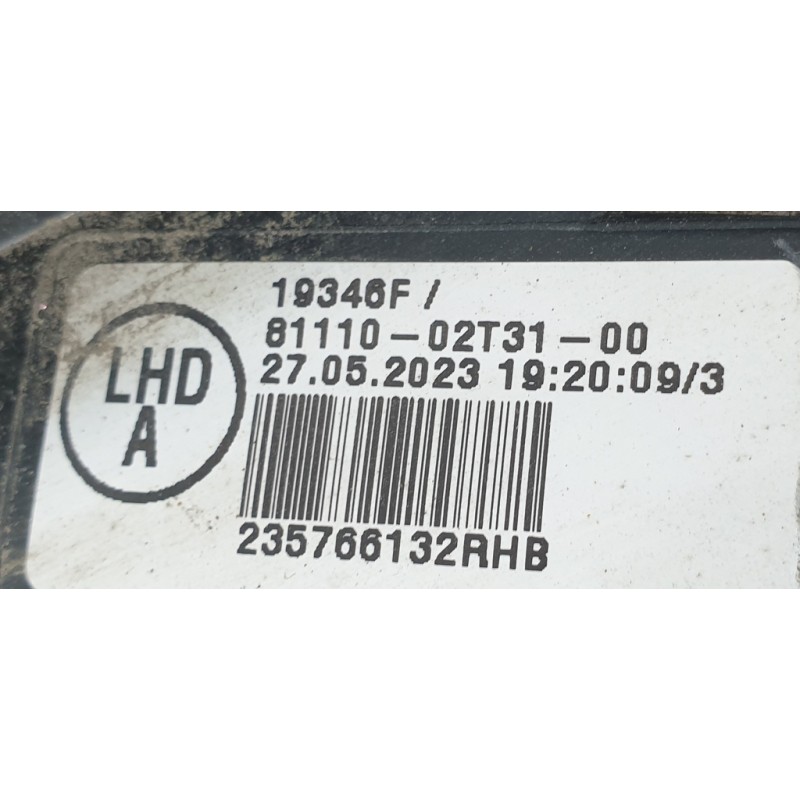 19346F /
81110-02T31-00
LHD
A
27.05.2023 19:20:09/3
235766132RHB